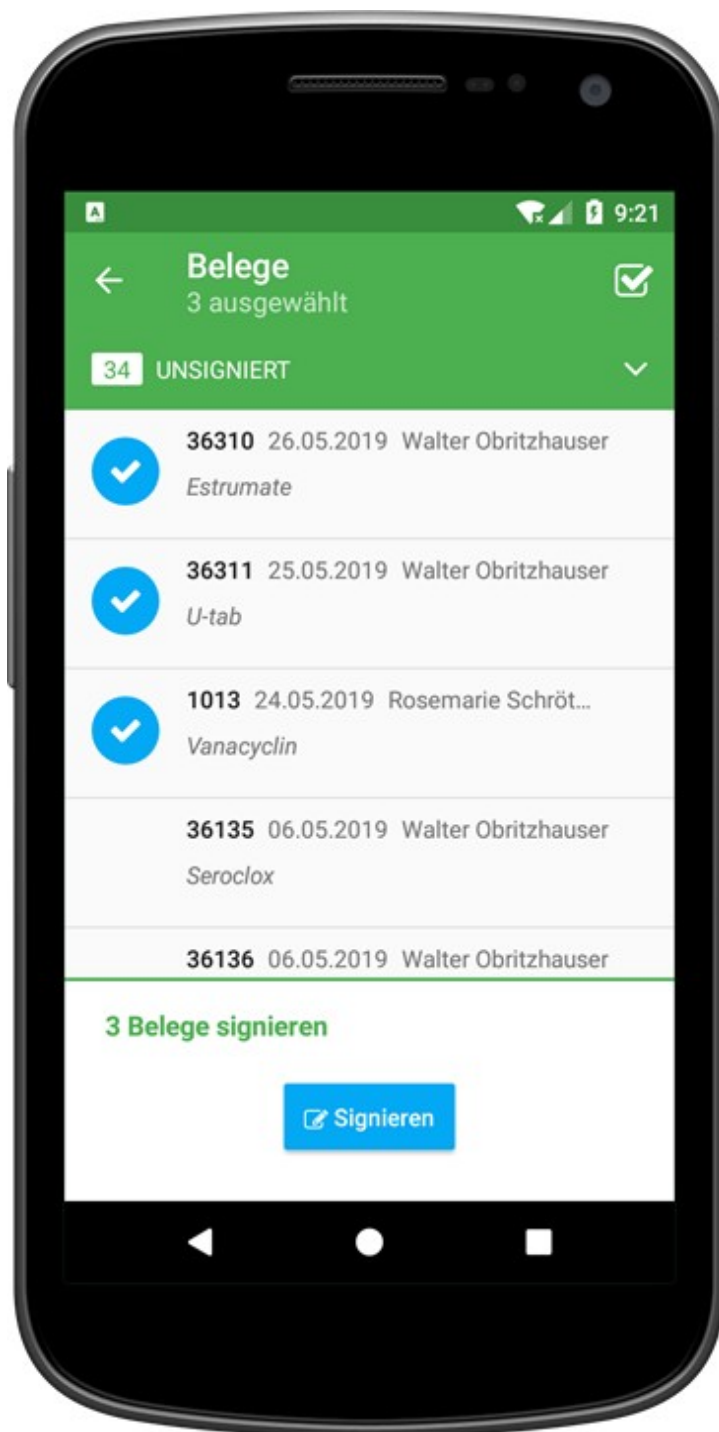 A 9:21
Belege
3 ausgewählt
34 UNSIGNIERT
36310 26.05.2019 Walter Obritzhauser
Estrumate
36311 25.05.2019 Walter Obritzhauser
U-tab
1013 24.05.2019 Rosemarie Schröt...
Vanacyclin
36135 06.05.2019 Walter Obritzhauser
Seroclox
36136 06.05.2019 Walter Obritzhauser
3 Belege signieren
Signieren